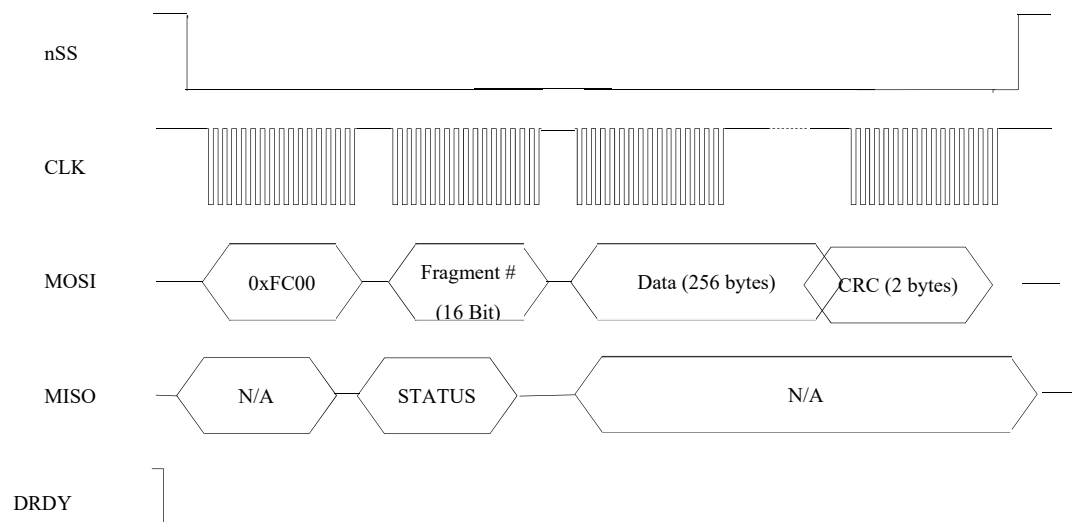 nSS
CLK
MOSI
0xFC00
Fragment #
(16 Bit)
Data (256 bytes)
CRC (2 bytes)
MISO
N/A
STATUS
N/A
DRDY